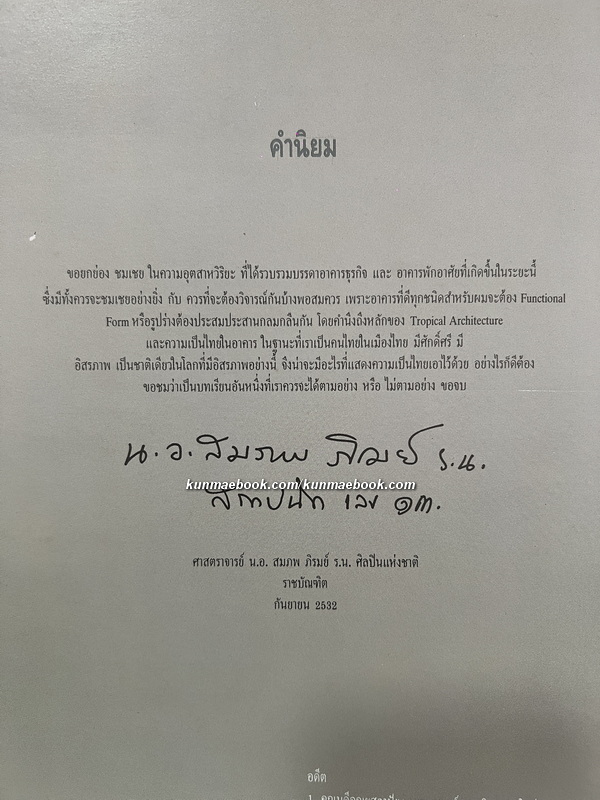 คำนิยม
ขอยกย่อง ชมเชย ในความอุตสาหวิริยะ ที่ได้รวบรวมบรรดาอาคารธุรกิจ และ อาคารพักอาศัยที่เกิดขึ้นในระยะนี้
ซึ่งมีทั้งควรจะชมเชยอย่างยิ่ง กับ ควรที่จะต้องวิจารณ์กันบ้างพอสมควร เพราะอาคารที่ดีทุกชนิดสำหรับผมจะต้อง Functional
Form หรือรูปร่างต้องประสมประสานกลมกลืนกัน โดยคำนึงถึงหลักของ Tropical Architecture
และความเป็นไทยในอาคาร ในฐานะที่เราเป็นคนไทยในเมืองไทย มีศักดิ์ศรี มี
อิสรภาพ เป็นชาติเดียวในโลกที่มีอิสรภาพอย่างนี้ จึงน่าจะมีอะไรที่แสดงความเป็นไทยเอาไว้ด้วย อย่างไรก็ดีต้อง
ขอชมว่าเป็นบทเรียนอันหนึ่งที่เราควรจะได้ตามอย่าง หรือ ไม่ตามอย่าง ขอจบ
น.อ. สมภพ ภิรมย์ ร.น.
kunmaebook.com/kunmaebook.com
สถาปนิก เลข ๑๓.
ศาสตราจารย์ น.อ. สมภพ ภิรมย์ ร.น. ศิลปินแห่งชาติ
ราชบัณฑิต
กันยายน 2532
อดีต